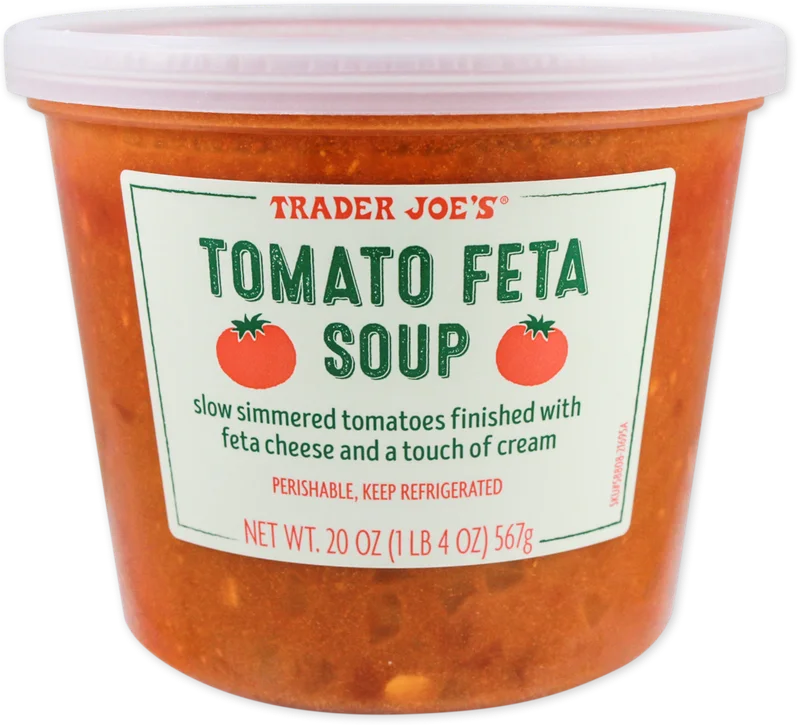 TRADER JOE'S®
TOMATO FETA
SOUP
slow simmered tomatoes finished with
feta cheese and a touch of cream
PERISHABLE, KEEP REFRIGERATED
NET WT. 20 OZ (1 LB 4 OZ) 567g